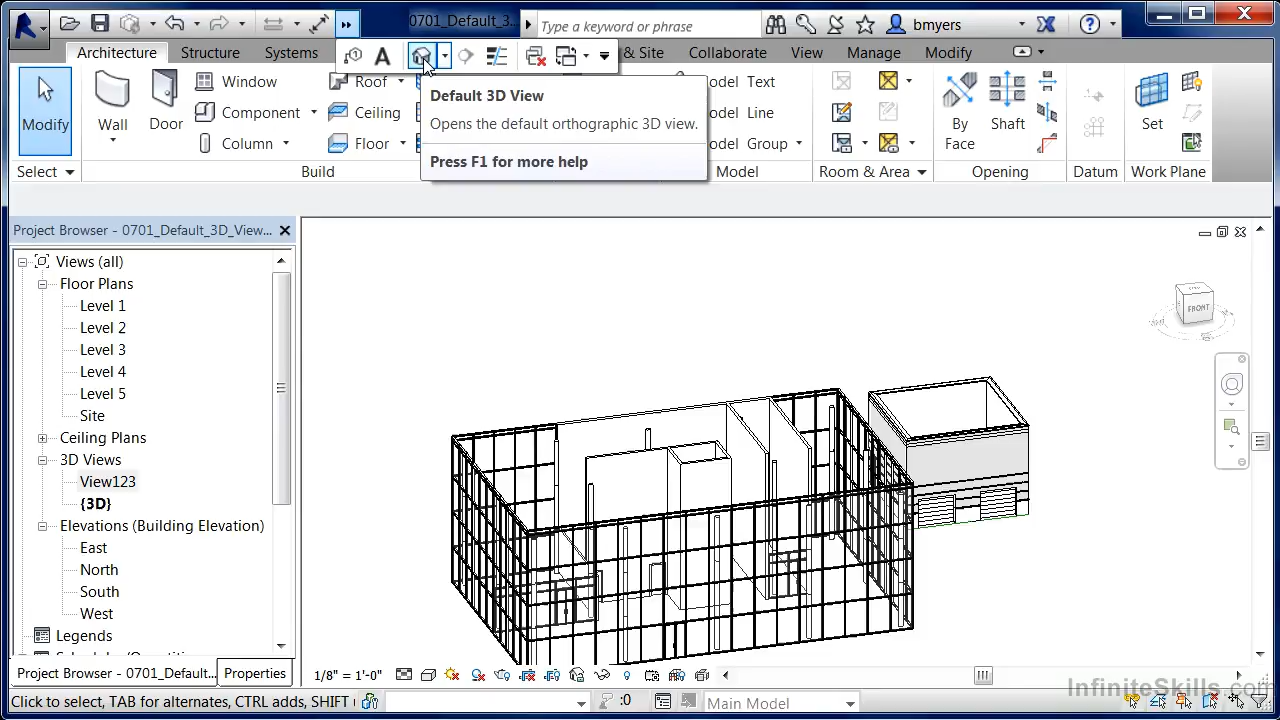 0701_Default_3...
Type a keyword or phrase
bmyers
Architecture Structure Systems & Site Collaborate View Manage Modify
A
Default 3D View
Opens the default orthographic 3D view.
Press F1 for more help
Modify
Wall
Door
Window
Component
Column
Roof
Ceiling
Floor
odel Text
odel Line
odel Group
By
Face
Shaft
Set
Select
Build
Model
Room & Area
Opening
Datum
Work Plane
Project Browser - 0701_Default_3D_View...
Views (all)
Floor Plans
Level 1
Level 2
Level 3
Level 4
Level 5
Site
Ceiling Plans
3D Views
View123
{3D}
Elevations (Building Elevation)
East
North
South
West
Legends
FRONT
Project Browser - 0701_Default...
Properties
1/8" = 1'-0"
Click to select, TAB for alternates, CTRL adds, SHIFT
:0
Main Model
InfiniteSkills.com